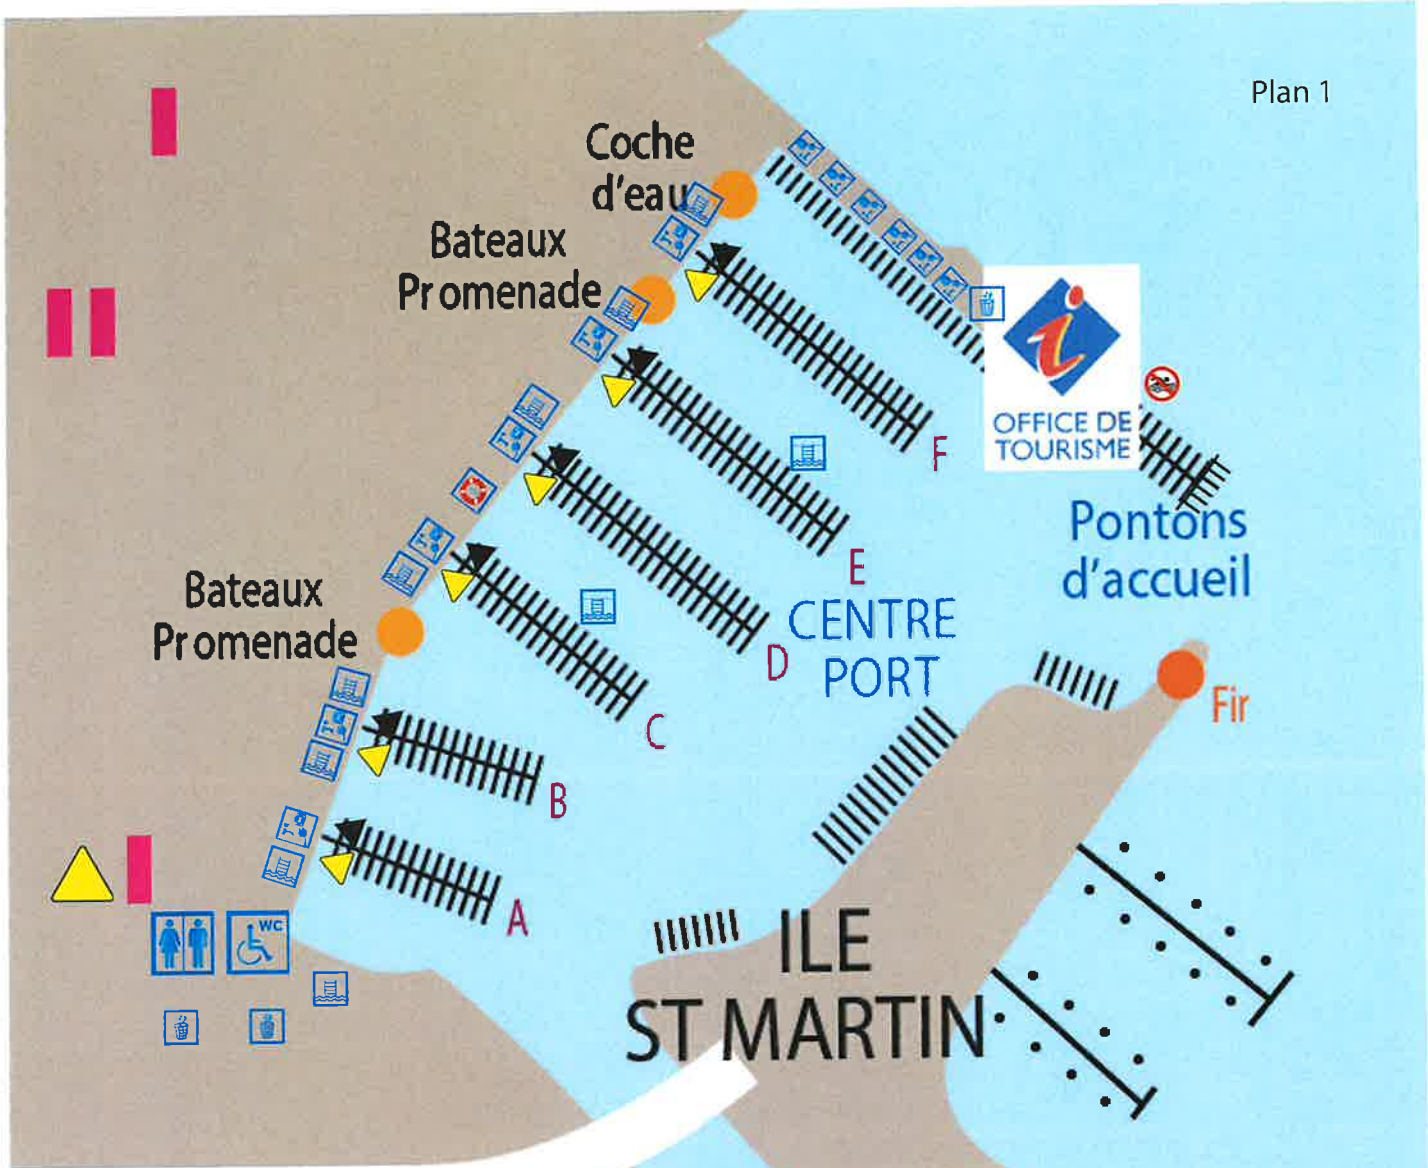 Plan 1
Coche
d'eau
Bateaux
Promenade
OFFICE DE
TOURISME
F
Pontons
d'accueil
E
Bateaux
Promenade
CENTRE
PORT
D
Fir
C
B
A
WC
ILE
ST MARTIN